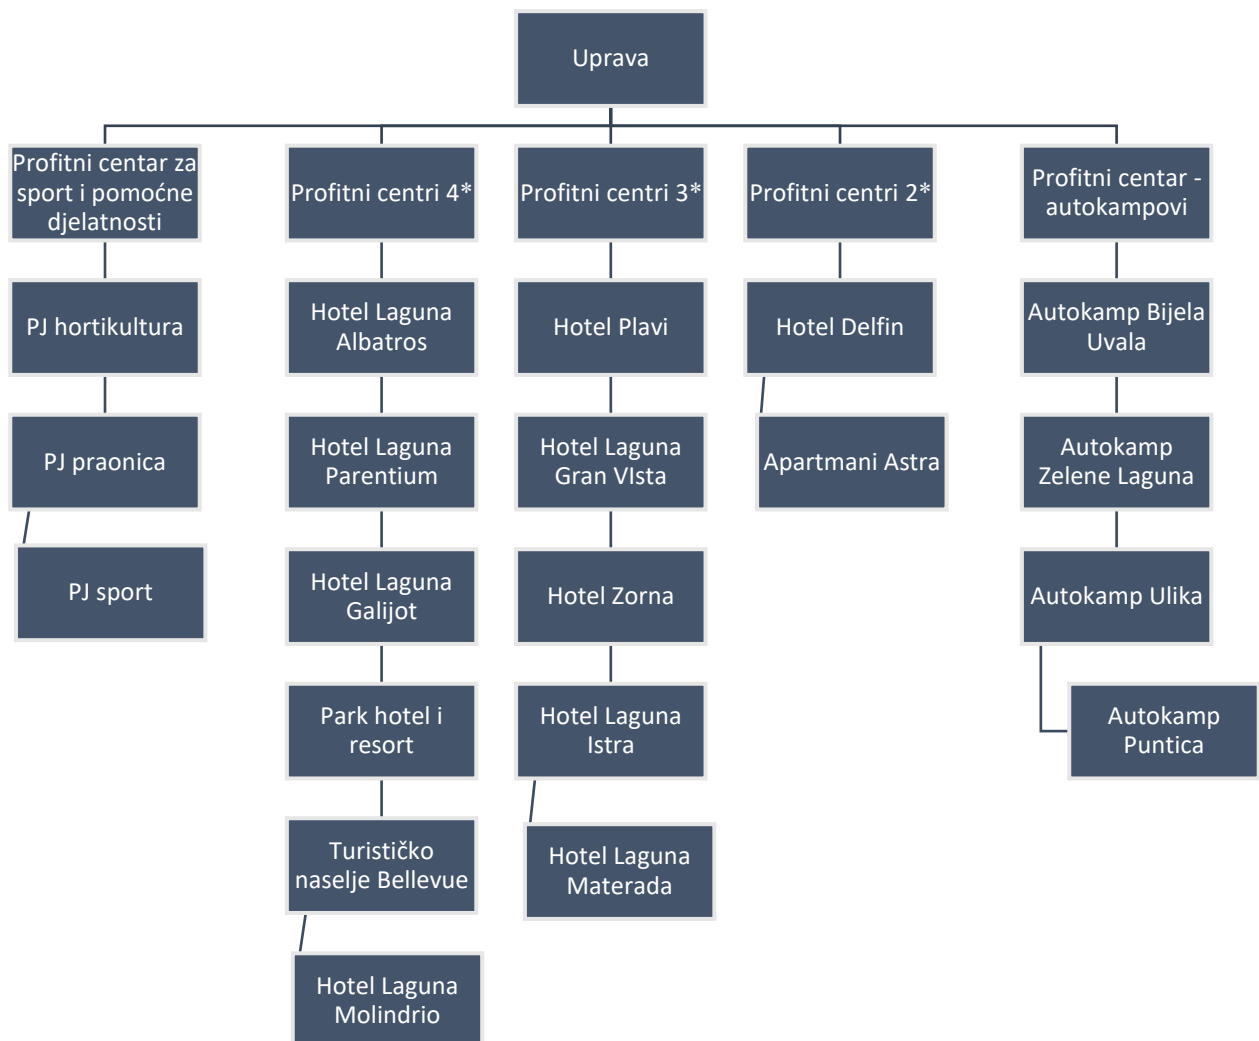 Uprava
Profitni centar za
sport i pomoćne
djelatnosti
Profitni centri 4*
Profitni centri 3*
Profitni centri 2*
Profitni centar -
autokampovi
PJ hortikultura
Hotel Laguna
Albatros
Hotel Plavi
Hotel Delfin
Autokamp Bijela
Uvala
PJ praonica
Hotel Laguna
Parentium
Hotel Laguna
Gran VIsta
Apartmani Astra
Autokamp
Zelene Laguna
PJ sport
Hotel Laguna
Galijot
Hotel Zorna
Autokamp Ulika
Park hotel i
resort
Hotel Laguna
Istra
Autokamp
Puntica
Turističko
naselje Bellevue
Hotel Laguna
Materada
Hotel Laguna
Molindrio